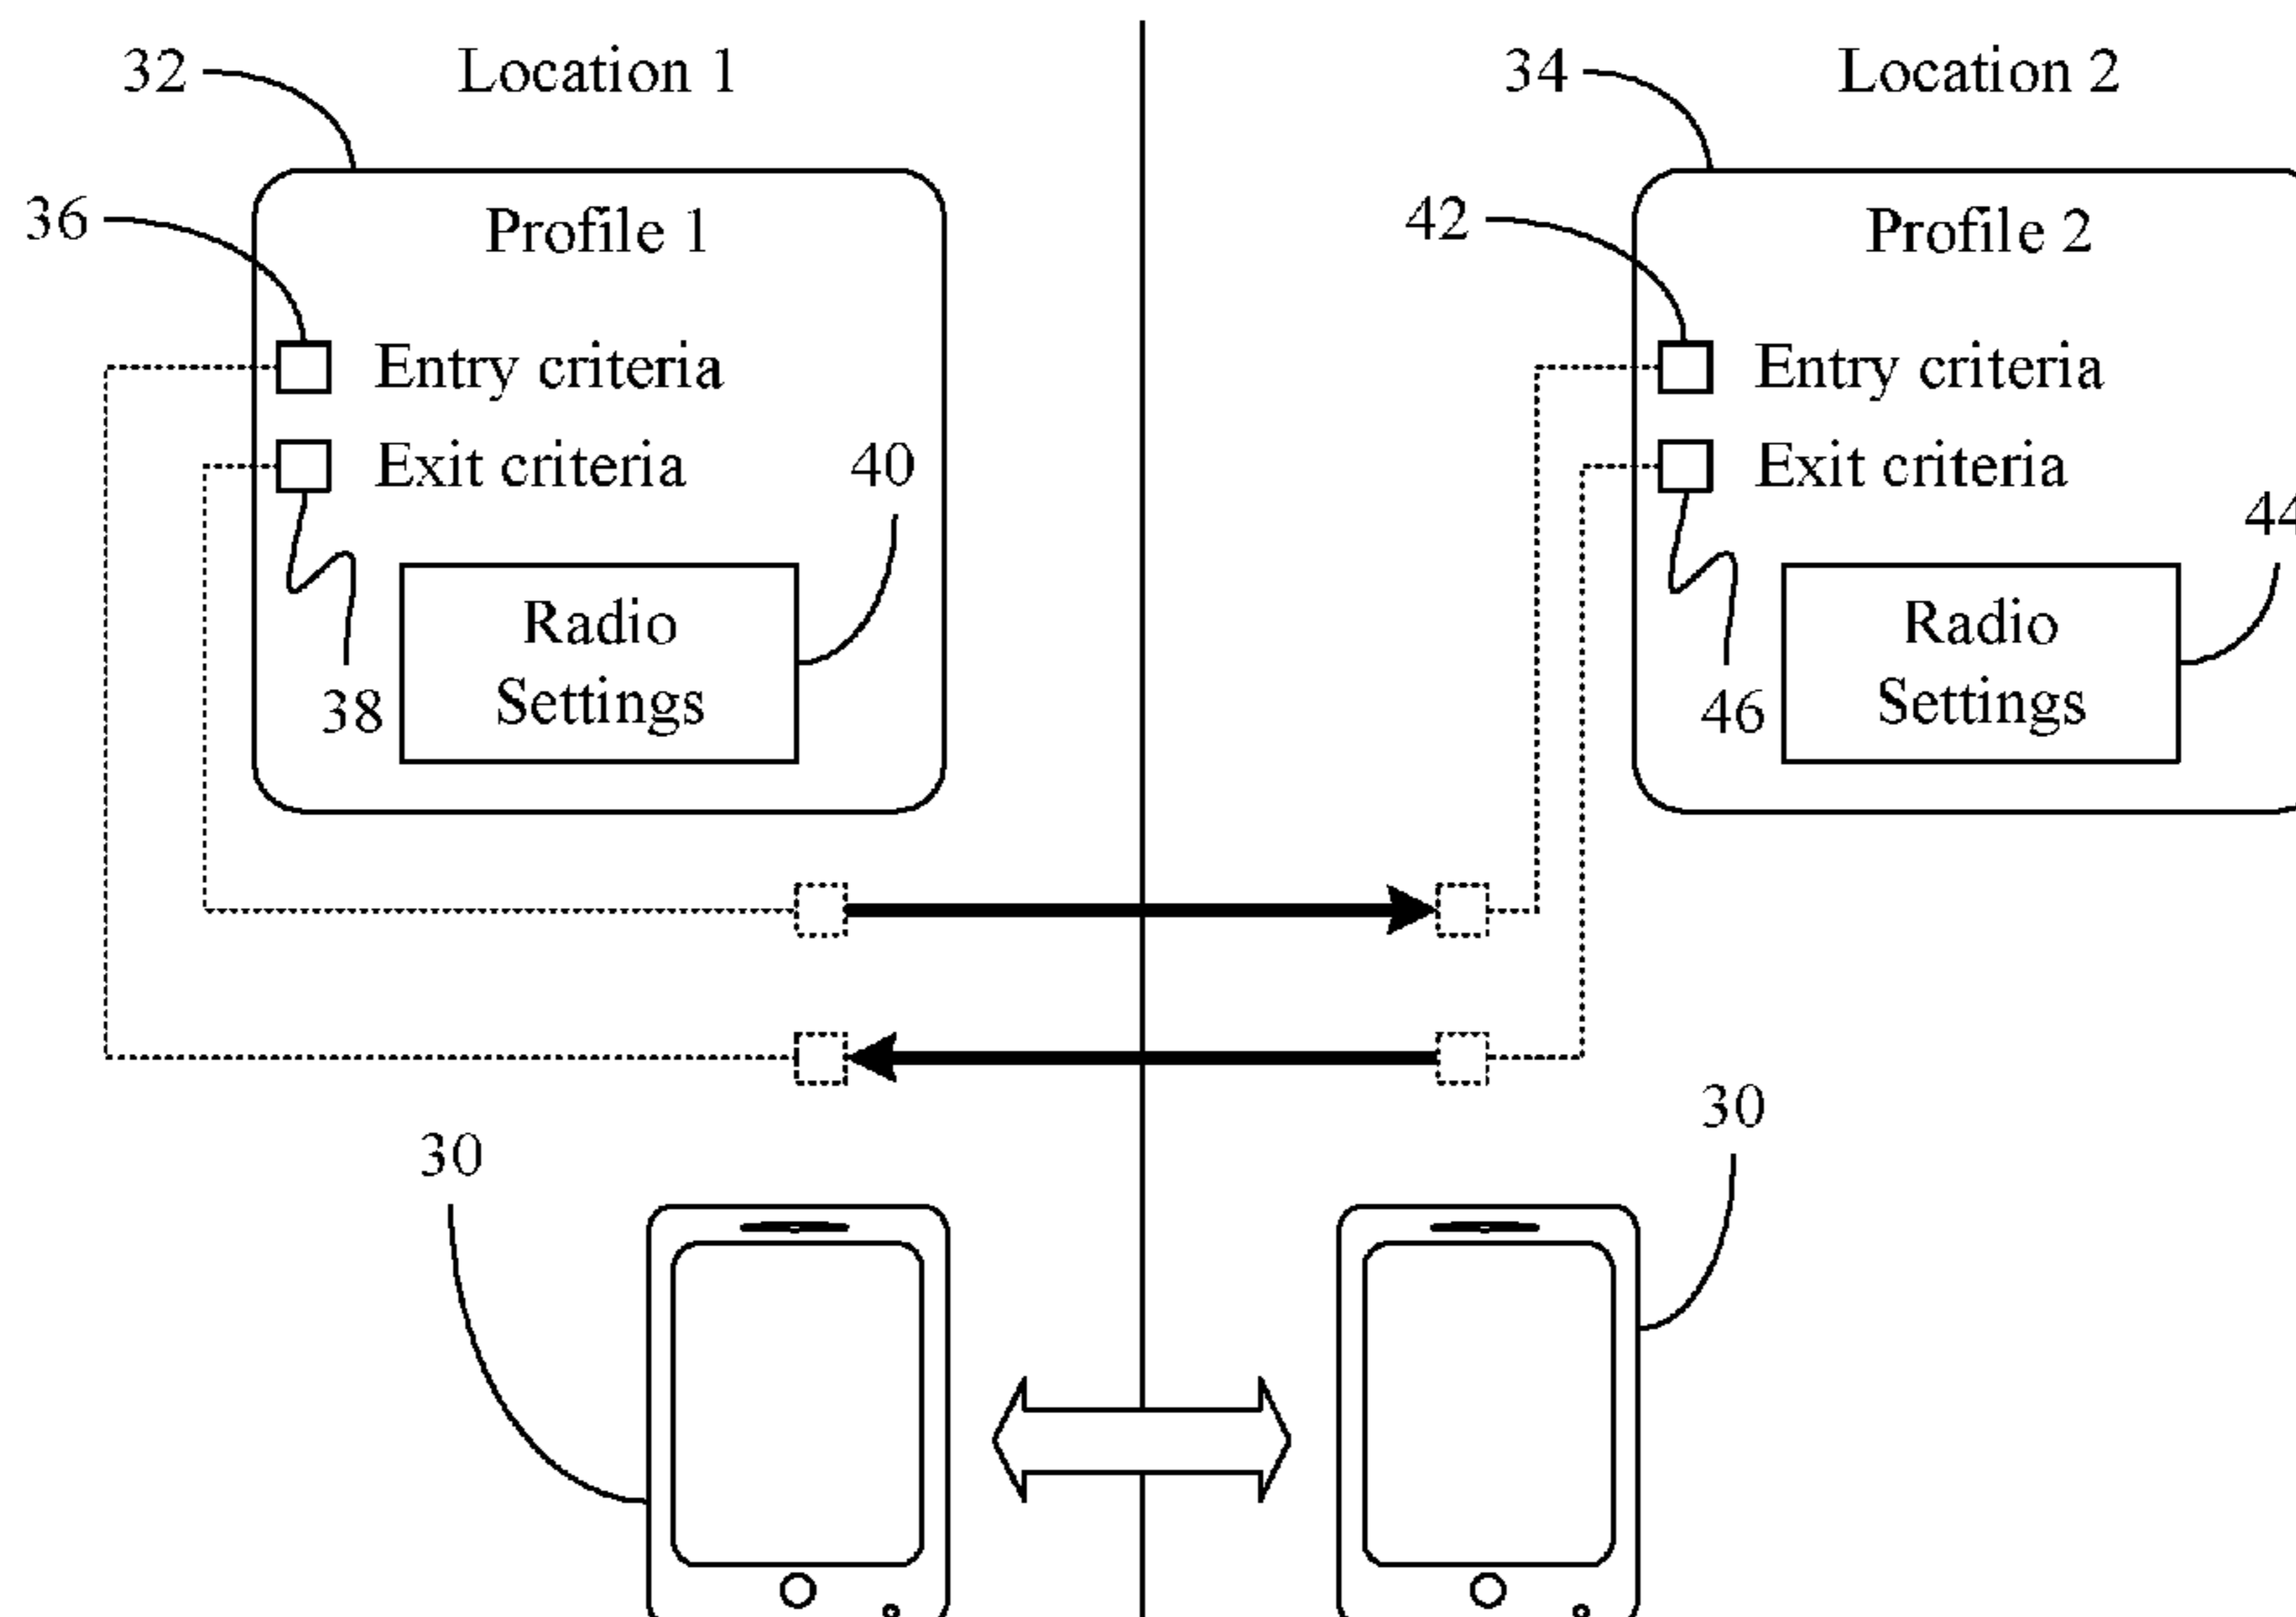 32
Location 1
34
Location 2
36
Profile 1
42
Profile 2
Entry criteria
Entry criteria
Exit criteria
40
Exit criteria
44
Radio
Settings
38
Radio
Settings
46
30
30